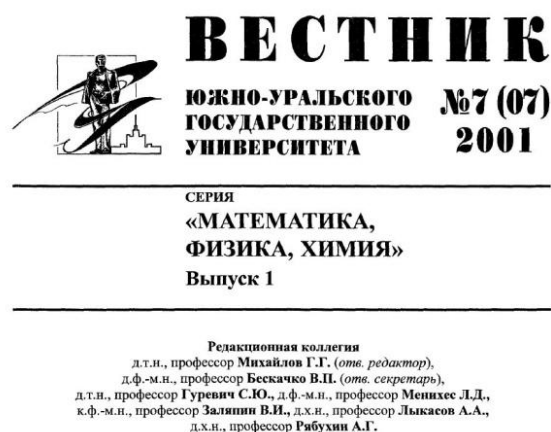 ВЕСТНИК
ЮЖНО-УРАЛЬСКОГО
ГОСУДАРСТВЕННОГО
УНИВЕРСИТЕТА
№7 (07)
2001
СЕРИЯ
«МАТЕМАТИКА,
ФИЗИКА, ХИМИЯ»
Выпуск 1
Редакционная коллегия
д.т.н., профессор Михайлов Г.Г. (отв. редактор),
д.ф.-м.н., профессор Бескачко В.П. (отв. секретарь),
д.т.н., профессор Гуревич С.Ю., д.ф.-м.н., профессор Менихес Л.Д.,
к.ф.-м.н., профессор Заляпин В.И., д.х.н., профессор Лыкасов А.А.,
д.х.н., профессор Рябухин А.Г.